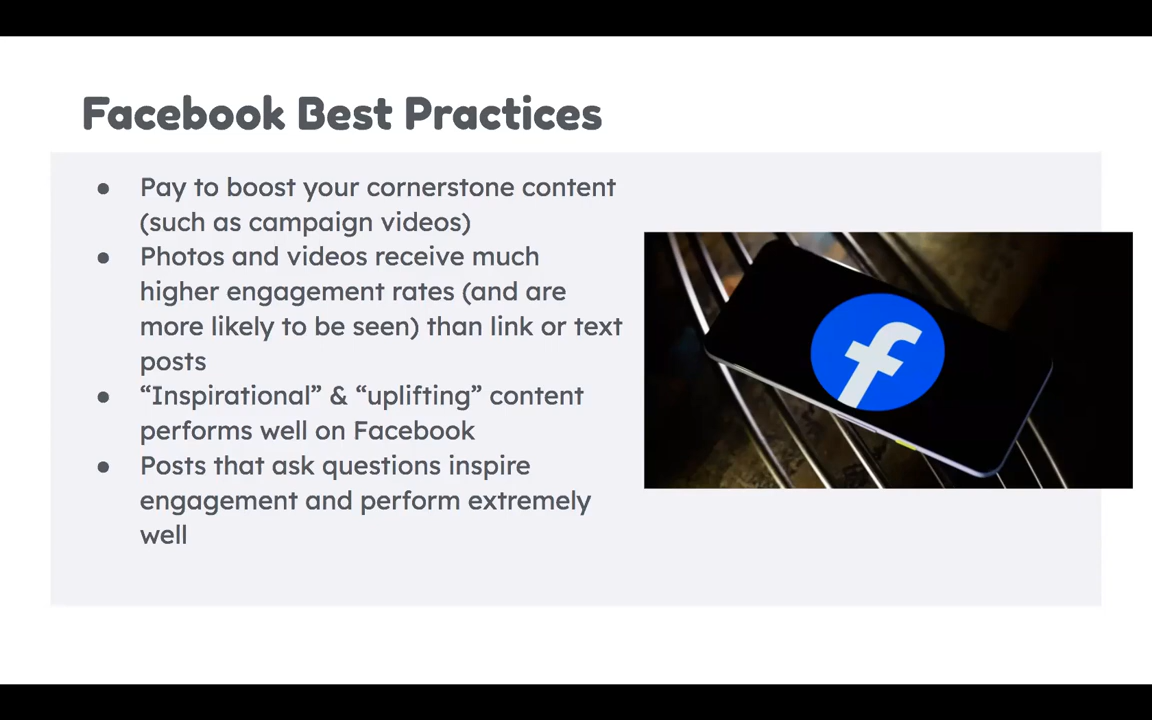 Facebook Best Practices
● Pay to boost your cornerstone content
(such as campaign videos)
● Photos and videos receive much
higher engagement rates (and are
more likely to be seen) than link or text
posts
● “Inspirational” & “uplifting” content
performs well on Facebook
● Posts that ask questions inspire
engagement and perform extremely
well